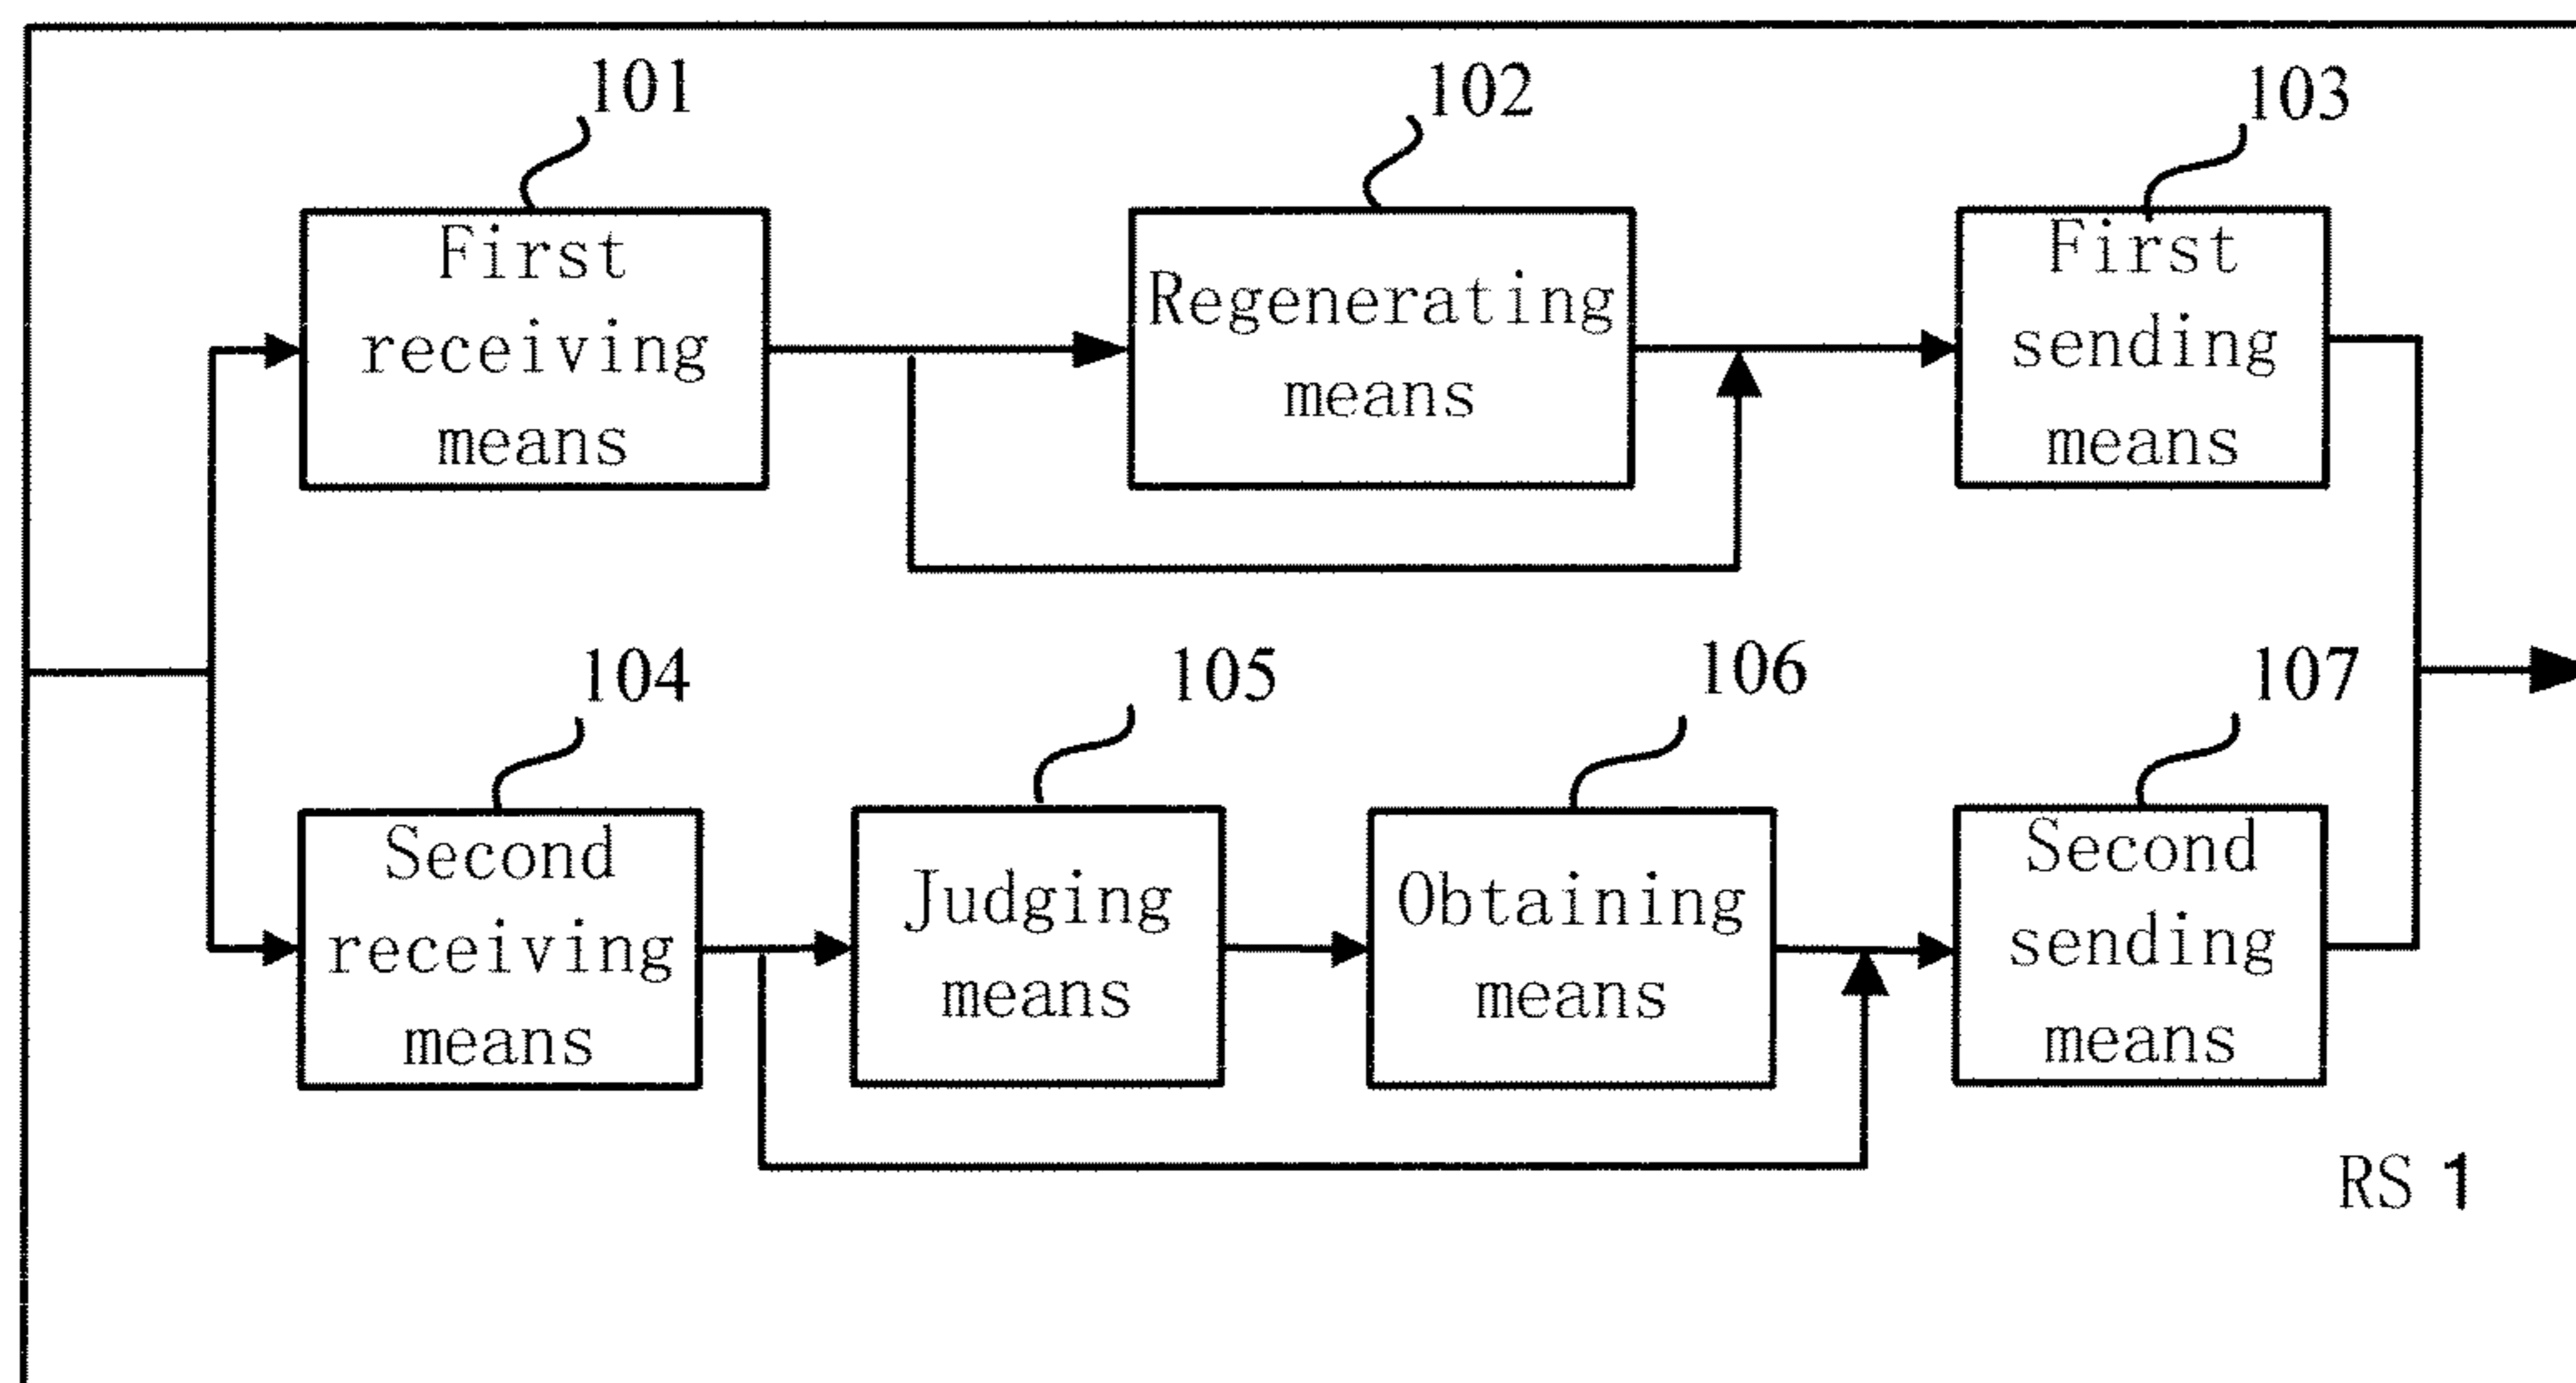 101
102
103
First
receiving
means
Regenerating
means
First
sending
means
104
105
106
107
Second
receiving
means
Judging
means
Obtaining
means
Second
sending
means
RS 1